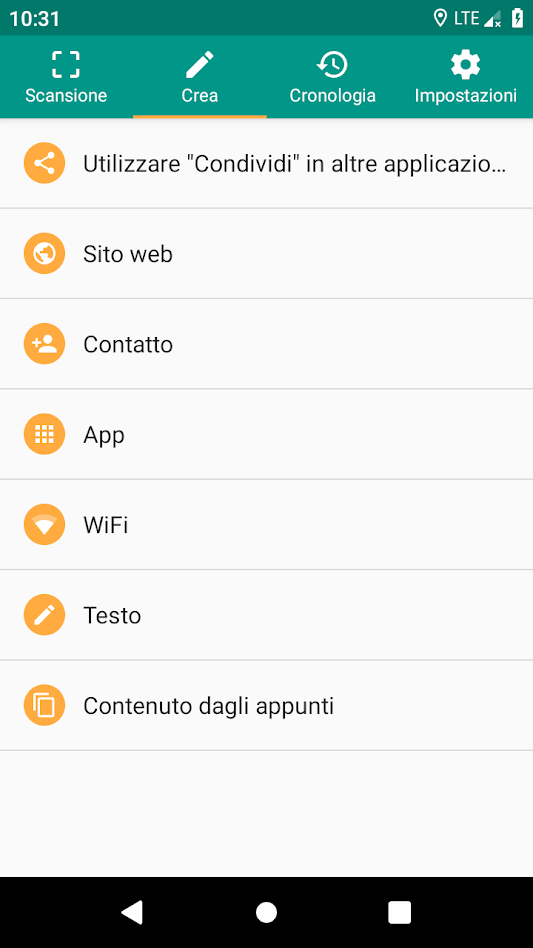 10:31
LTE
Scansione
Crea
Cronologia
Impostazioni
Utilizzare "Condividi" in altre applicazio...
Sito web
Contatto
App
WiFi
Testo
Contenuto dagli appunti